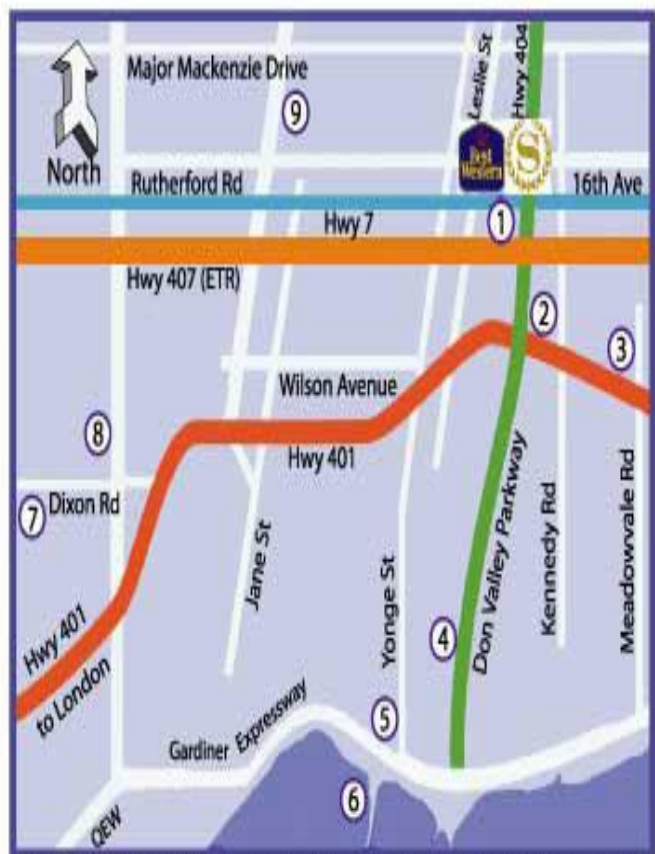 Major Mackenzie Drive
Leslie St
Hwy 404
9
North
Best
Western
S
Rutherford Rd
16th Ave
1
Hwy 7
Hwy 407 (ETR)
2
3
Wilson Avenue
8
Hwy 401
Dixon Rd
7
Jane St
Yonge St
Don Valley Parkway
Kennedy Rd
Meadowvale Rd
4
Hwy 401
to London
Gardiner Expressway
5
6
QEW